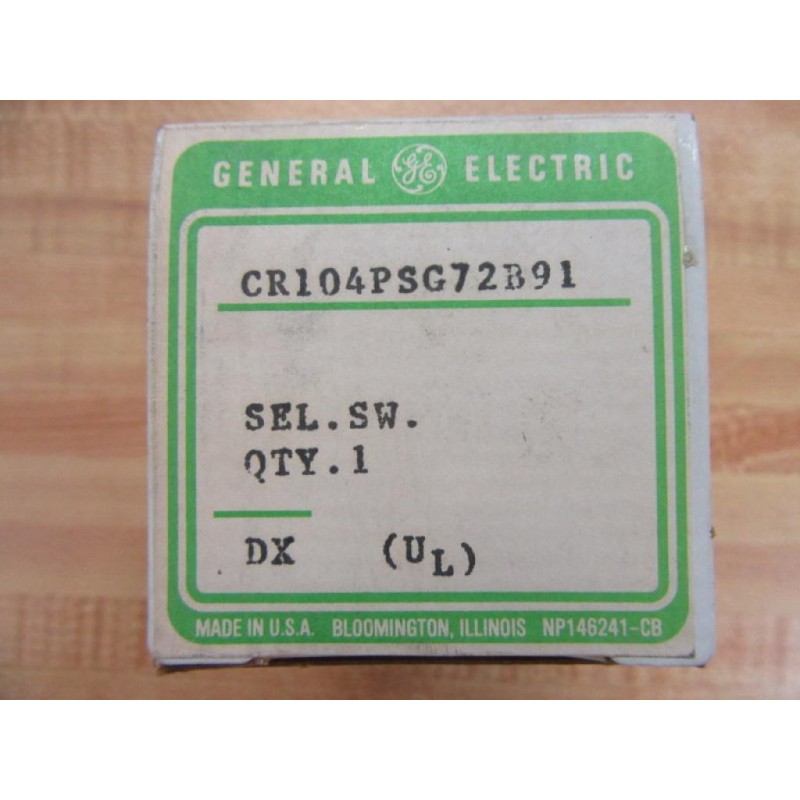 GENERAL GE ELECTRIC
CR104PSG72B91
SEL.SW.
QTY.1
DX (UL)
MADE IN U.S.A. BLOOMINGTON, ILLINOIS NP146241-CB